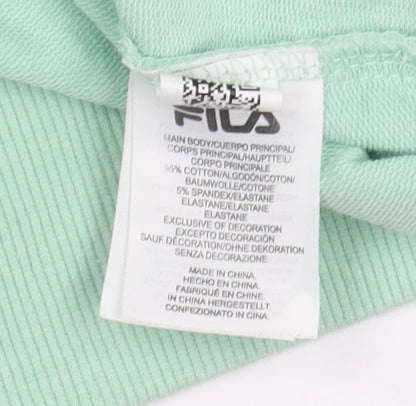 FILA
MAIN BODY/CUERPO PRINCIPAL/
CORPS PRINCIPAL/HAUPTTEIL/
CORPO PRINCIPALE
95% COTTON/ALGODÓN/COTON/
BAUMWOLLE/COTONE
5% SPANDEX/ELASTANE
ELASTANE/ELASTANE
ELASTANE
EXCLUSIVE OF DECORATION
EXCEPTO DECORACIÓN
SAUF DÉCORATION/OHNE DEKORATION
SENZA DECORAZIONE
MADE IN CHINA.
HECHO EN CHINA.
FABRIQUÉ EN CHINE.
IN CHINA HERGESTELLT.
CONFEZIONATO IN CINA.